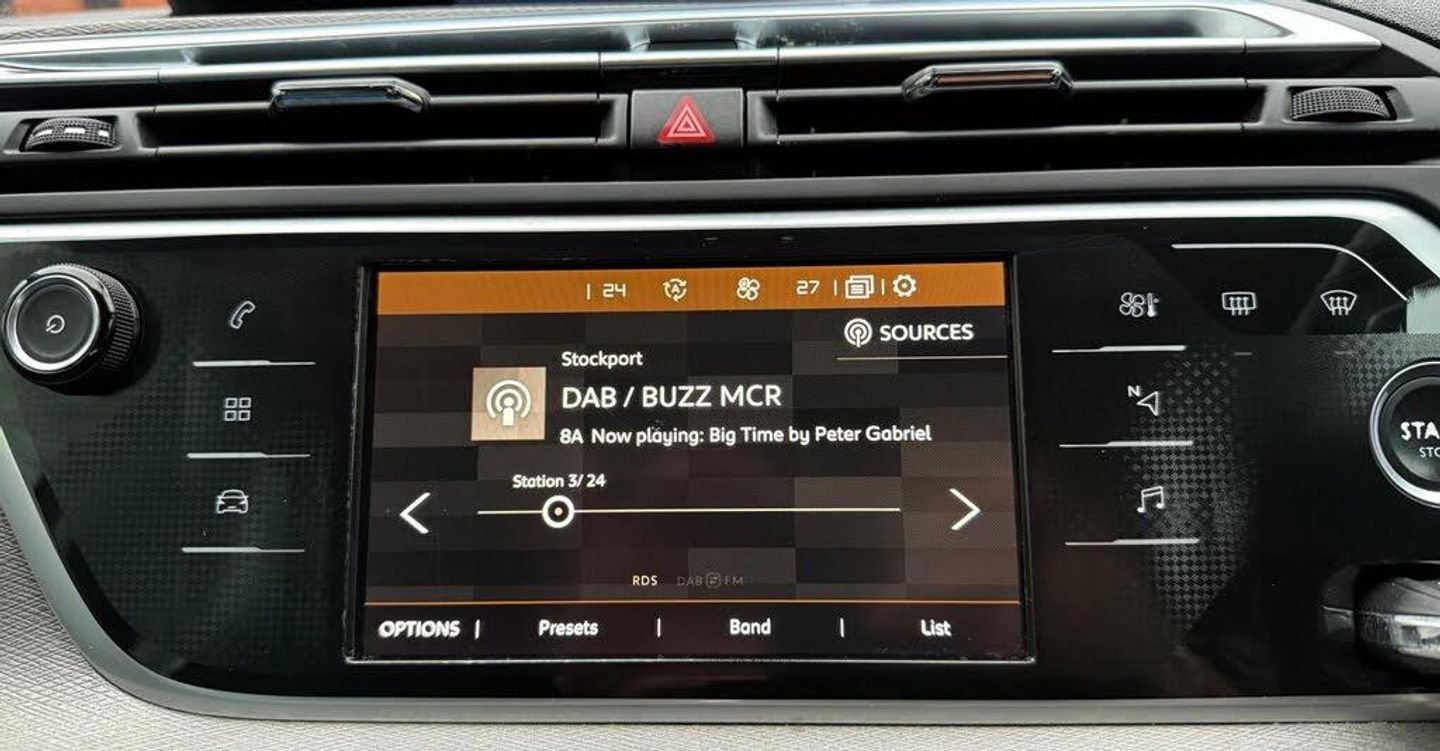 24 A 27
SOURCES
Stockport
DAB / BUZZ MCR
8A Now playing: Big Time by Peter Gabriel
Station 3/ 24
RDS DAB FM
OPTIONS | Presets | Band | List
N